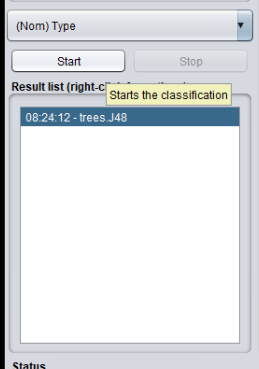 (Nom) Type
Start
Stop
Result list (right-cl
Starts the classification
08:24:12 - trees.J48
Status